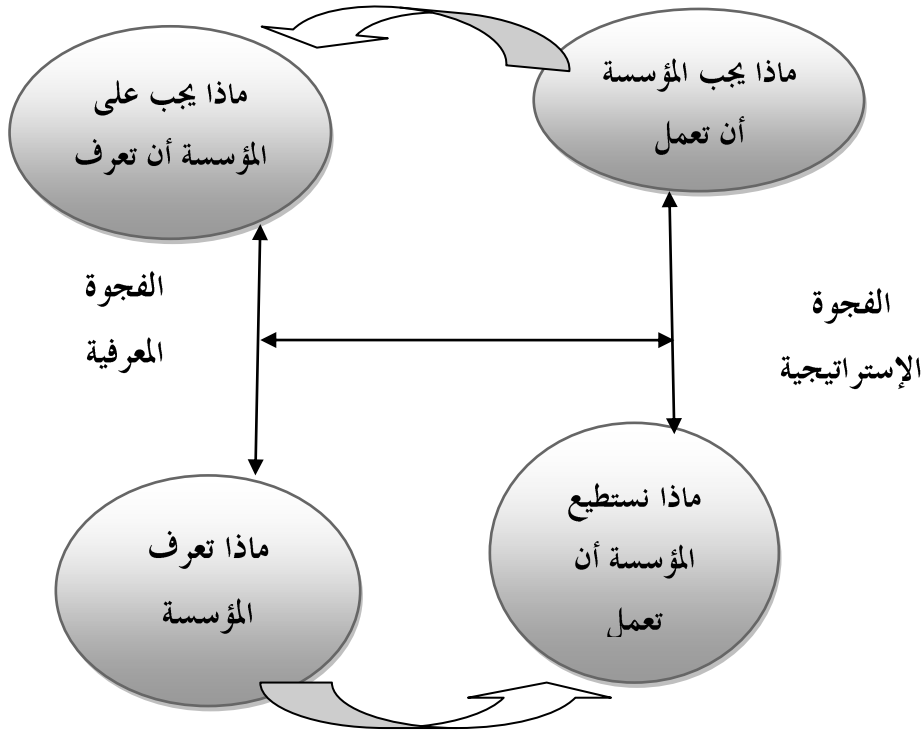 ماذا يجب المؤسسة
أن تعمل
ماذا يجب على
المؤسسة أن تعرف
الفجوة
الإستراتيجية
الفجوة
المعرفية
ماذا نستطيع
المؤسسة أن
تعمل
ماذا تعرف
المؤسسة